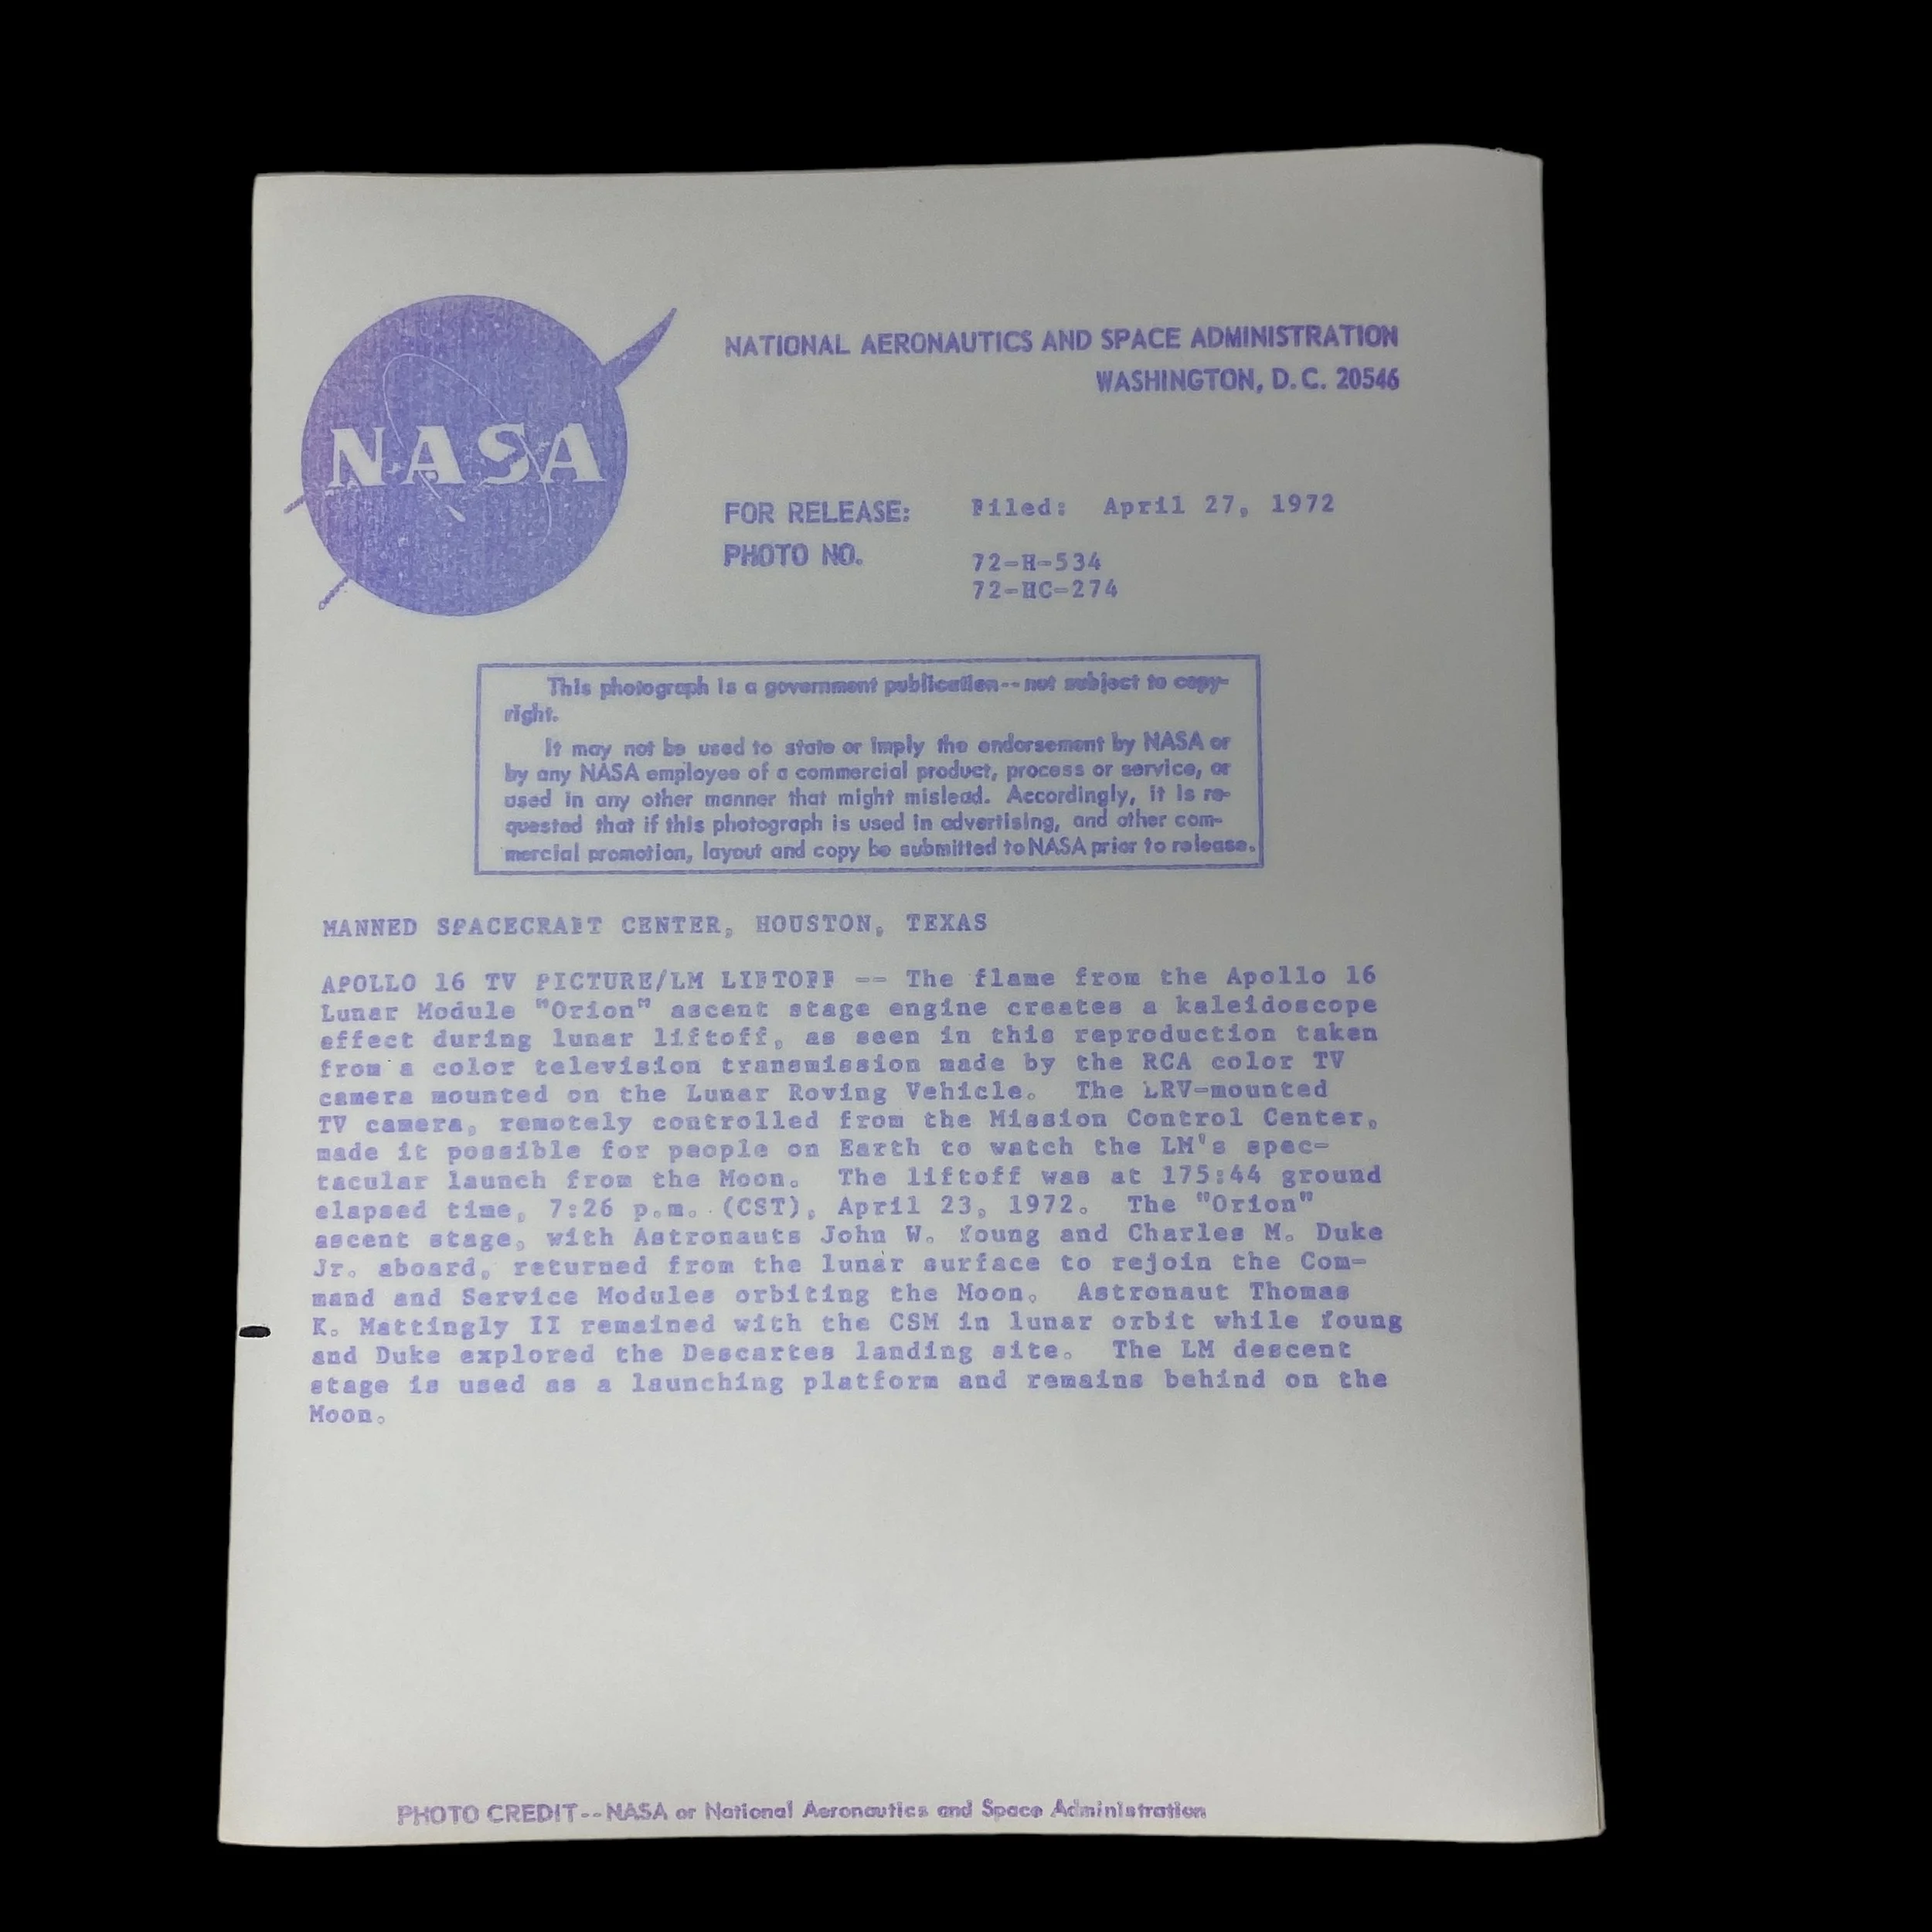 NASA
NATIONAL AERONAUTICS AND SPACE ADMINISTRATION
WASHINGTON, D.C. 20546
FOR RELEASE: Filed: April 27, 1972
PHOTO NO. 72-H-534
72-HC-274
This photograph is a government publication--not subject to copy-
right.
It may not be used to state or imply the endorsement by NASA or
by any NASA employee of a commercial product, process or service, or
used in any other manner that might mislead. Accordingly, it is re-
quested that if this photograph is used in advertising, and other com-
mercial promotion, layout and copy be submitted to NASA prior to release.
MANNED SPACECRAFT CENTER, HOUSTON, TEXAS
APOLLO 16 TV PICTURE/LM LIFTOFF -- The flame from the Apollo 16
Lunar Module "Orion" ascent stage engine creates a kaleidoscope
effect during lunar liftoff, as seen in this reproduction taken
from a color television transmission made by the RCA color TV
camera mounted on the Lunar Roving Vehicle. The LRV-mounted
TV camera, remotely controlled from the Mission Control Center,
made it possible for people on Earth to watch the LM's spec-
tacular launch from the Moon. The liftoff was at 175:44 ground
elapsed time, 7:26 p.m. (CST), April 23, 1972. The "Orion"
ascent stage, with Astronauts John W. Young and Charles M. Duke
Jr. aboard, returned from the lunar surface to rejoin the Com-
mand and Service Modules orbiting the Moon. Astronaut Thomas
K. Mattingly II remained with the CSM in lunar orbit while Young
and Duke explored the Descartes landing site. The LM descent
stage is used as a launching platform and remains behind on the
Moon.
PHOTO CREDIT--NASA or National Aeronautics and Space Administration